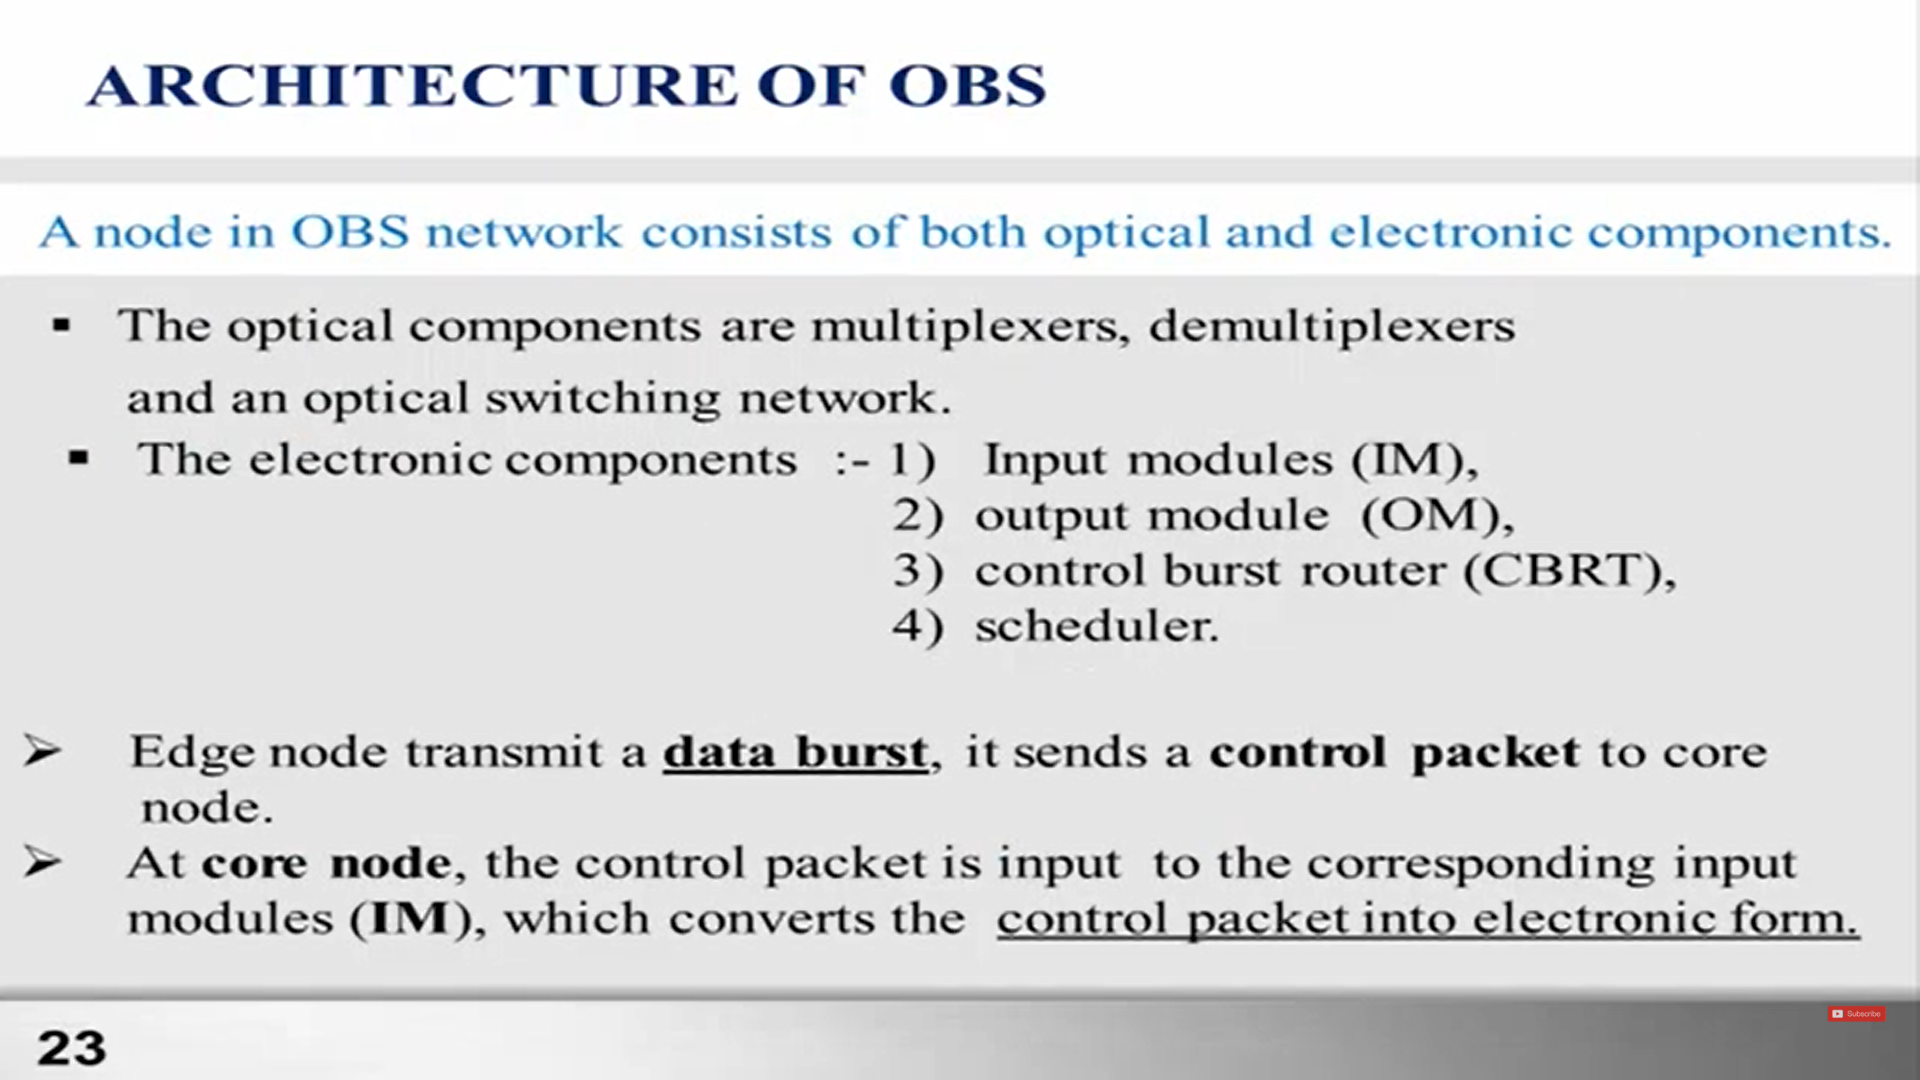 ARCHITECTURE OF OBS
A node in OBS network consists of both optical and electronic components.
▪ The optical components are multiplexers, demultiplexers
and an optical switching network.
▪ The electronic components :- 1) Input modules (IM),
2) output module (OM),
3) control burst router (CBRT),
4) scheduler.
➢ Edge node transmit a data burst, it sends a control packet to core
node.
➢ At core node, the control packet is input to the corresponding input
modules (IM), which converts the control packet into electronic form.
Subscribe
23